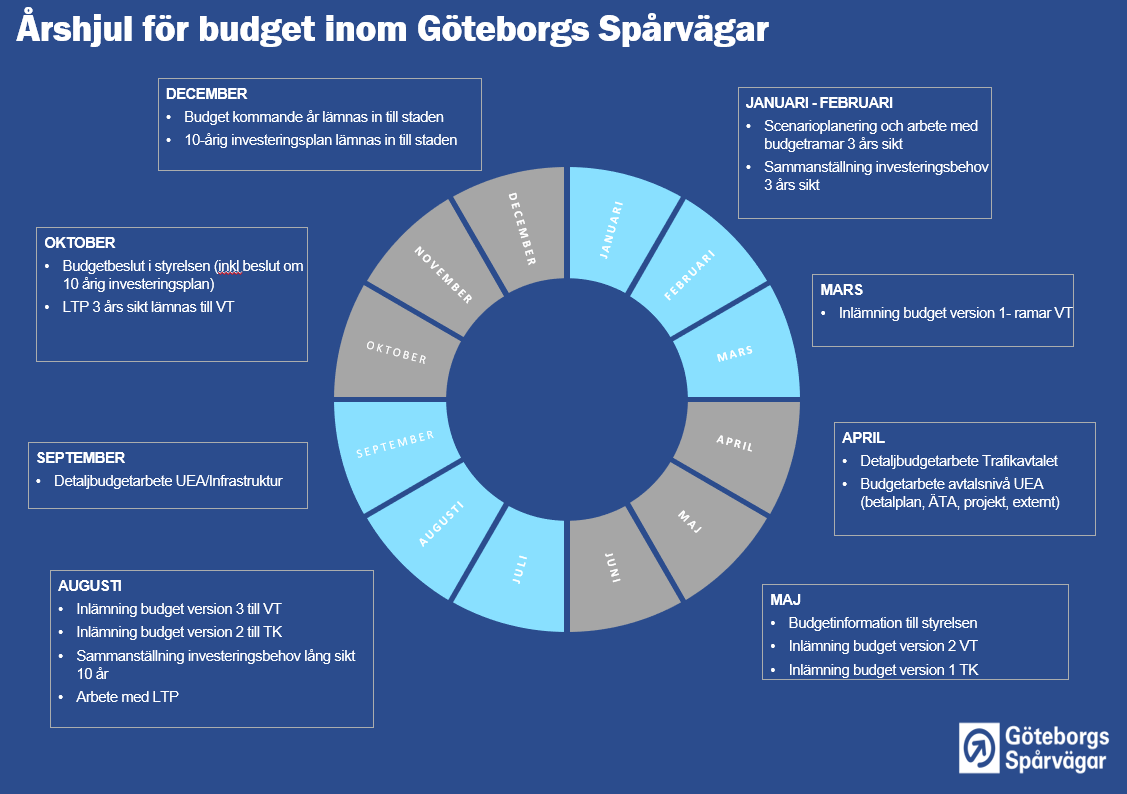 Årshjul för budget inom Göteborgs Spårvägar
DECEMBER
• Budget kommande år lämnas in till staden
• 10-årig investeringsplan lämnas in till staden
JANUARI - FEBRUARI
• Scenarioplanering och arbete med
budgetramar 3 års sikt
• Sammanställning investeringsbehov
3 års sikt
OKTOBER
• Budgetbeslut i styrelsen (inkl beslut om
10 årig investeringsplan)
• LTP 3 års sikt lämnas till VT
MARS
• Inlämning budget version 1- ramar VT
SEPTEMBER
• Detaljbudgetarbete UEA/Infrastruktur
APRIL
• Detaljbudgetarbete Trafikavtalet
• Budgetarbete avtalsnivå UEA
(betalplan, ÄTA, projekt, externt)
AUGUSTI
• Inlämning budget version 3 till VT
• Inlämning budget version 2 till TK
• Sammanställning investeringsbehov lång sikt
10 år
• Arbete med LTP
MAJ
• Budgetinformation till styrelsen
• Inlämning budget version 2 VT
• Inlämning budget version 1 TK
JANUARI
FEBRUARI
MARS
APRIL
MAJ
JUNI
JULI
AUGUSTI
SEPTEMBER
OKTOBER
NOVEMBER
DECEMBER
Göteborgs
Spårvägar